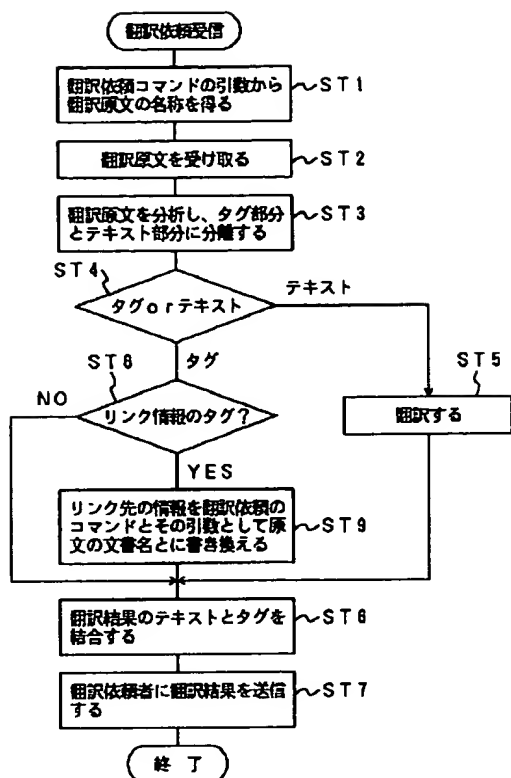 翻訳依頼受信
翻訳依頼コマンドの引数から
翻訳原文の名称を得る
ST1
翻訳原文を受け取る
ST2
翻訳原文を分析し、タグ部分
とテキスト部分に分離する
ST3
ST4
タグorテキスト
テキスト
タグ
ST5
翻訳する
ST8
リンク情報のタグ?
NO
YES
リンク先の情報を翻訳依頼の
コマンドとその引数として原
文の文書名とに書き換える
ST9
翻訳結果のテキストとタグを
結合する
ST6
翻訳依頼者に翻訳結果を送信
する
ST7
終了